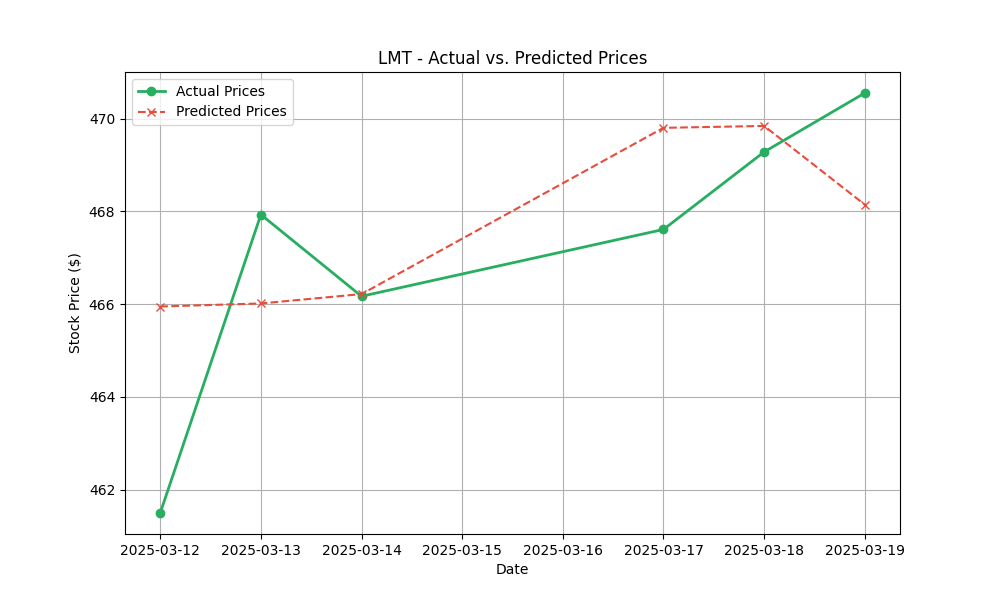 LMT - Actual vs. Predicted Prices
Actual Prices
Predicted Prices
470
468
466
464
462
Stock Price ($)
2025-03-12 2025-03-13 2025-03-14 2025-03-15 2025-03-16 2025-03-17 2025-03-18 2025-03-19
Date